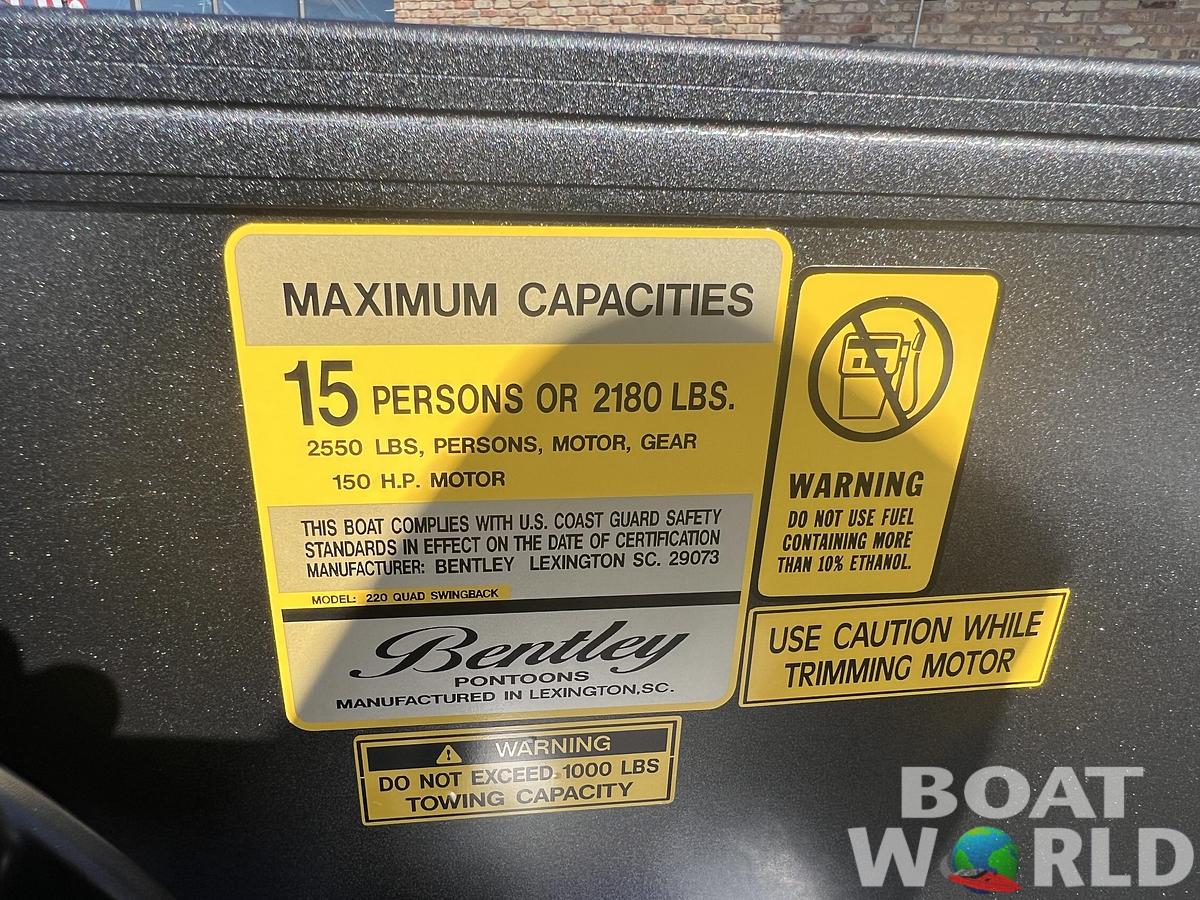 MAXIMUM CAPACITIES
15 PERSONS OR 2180 LBS.
2550 LBS, PERSONS, MOTOR, GEAR
150 H.P. MOTOR
THIS BOAT COMPLIES WITH U.S. COAST GUARD SAFETY
STANDARDS IN EFFECT ON THE DATE OF CERTIFICATION
MANUFACTURER: BENTLEY LEXINGTON SC. 29073
MODEL: 220 QUAD SWINGBACK
Bentley
PONTOONS
MANUFACTURED IN LEXINGTON,SC.
WARNING
DO NOT USE FUEL
CONTAINING MORE
THAN 10% ETHANOL.
USE CAUTION WHILE
TRIMMING MOTOR
WARNING
DO NOT EXCEED 1000 LBS
TOWING CAPACITY
BOAT
WORLD